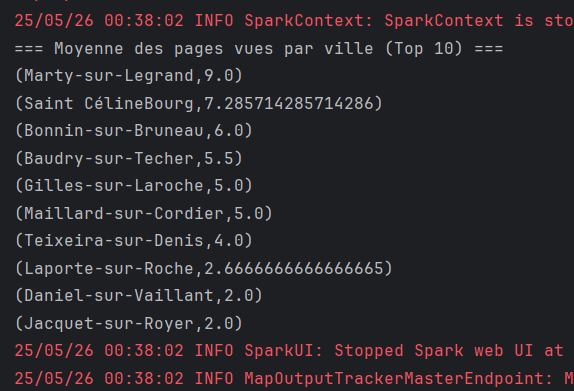 25/05/26 00:38:02 INFO SparkContext: SparkContext is sto
=== Moyenne des pages vues par ville (Top 10) ===
(Marty-sur-Legrand,9.0)
(Saint CélineBourg,7.285714285714286)
(Bonnin-sur-Bruneau,6.0)
(Baudry-sur-Techer,5.5)
(Gilles-sur-Laroche,5.0)
(Maillard-sur-Cordier,5.0)
(Teixeira-sur-Denis,4.0)
(Laporte-sur-Roche,2.6666666666666665)
(Daniel-sur-Vaillant,2.0)
(Jacquet-sur-Royer,2.0)
25/05/26 00:38:02 INFO SparkUI: Stopped Spark web UI at
25/05/26 00:38:02 INFO MapOutputTrackerMasterEndpoint: M